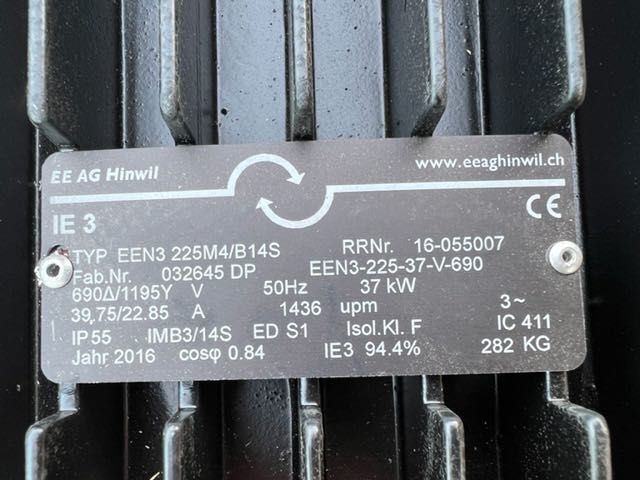 EE AG Hinwil www.eeaghinwil.ch
IE 3 CE
TYP EEN3 225M4/B14S RRNr. 16-055007
Fab.Nr. 032645 DP EEN3-225-37-V-690
690Δ/1195Y V 50Hz 37 kW
39,75/22.85 A 1436 upm 3~
IP55 IMB3/14S ED S1 Isol.Kl. F IC 411
Jahr 2016 cosφ 0.84 IE3 94.4% 282 KG